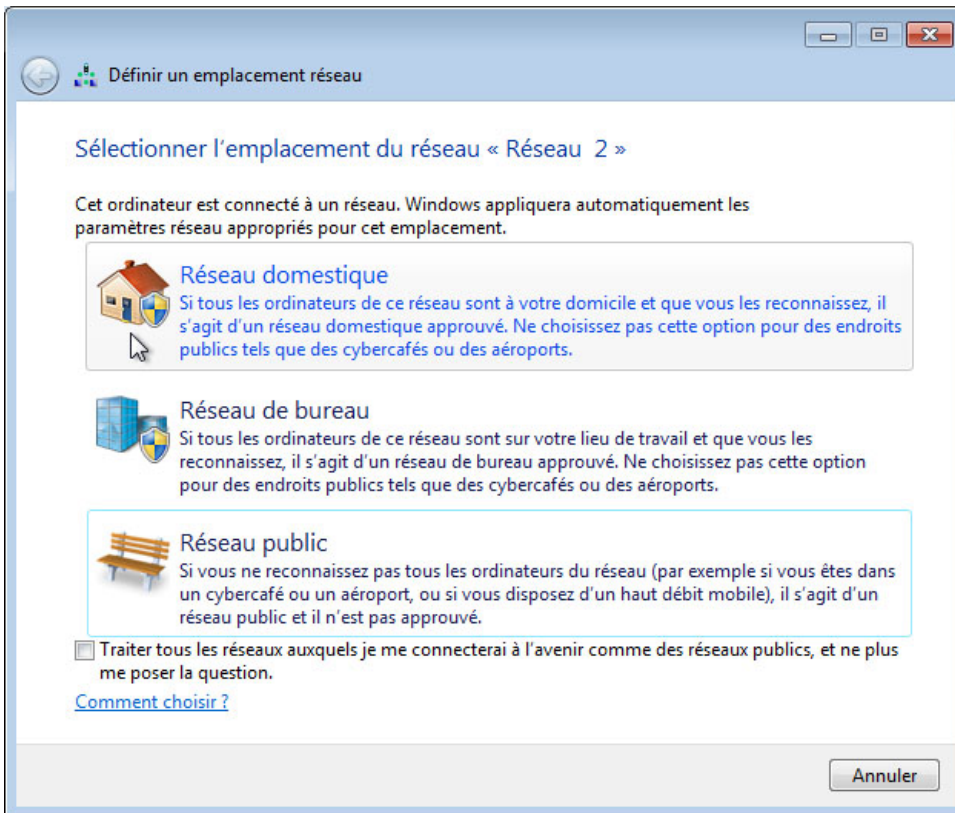 Définir un emplacement réseau
Sélectionner l'emplacement du réseau « Réseau 2 »
Cet ordinateur est connecté à un réseau. Windows appliquera automatiquement les
paramètres réseau appropriés pour cet emplacement.
Réseau domestique
Si tous les ordinateurs de ce réseau sont à votre domicile et que vous les reconnaissez, il
s'agit d'un réseau domestique approuvé. Ne choisissez pas cette option pour des endroits
publics tels que des cybercafés ou des aéroports.
Réseau de bureau
Si tous les ordinateurs de ce réseau sont sur votre lieu de travail et que vous les
reconnaissez, il s'agit d'un réseau de bureau approuvé. Ne choisissez pas cette option
pour des endroits publics tels que des cybercafés ou des aéroports.
Réseau public
Si vous ne reconnaissez pas tous les ordinateurs du réseau (par exemple si vous êtes dans
un cybercafé ou un aéroport, ou si vous disposez d'un haut débit mobile), il s'agit d'un
réseau public et il n'est pas approuvé.
Traiter tous les réseaux auxquels je me connecterai à l'avenir comme des réseaux publics, et ne plus
me poser la question.
Comment choisir ?
Annuler